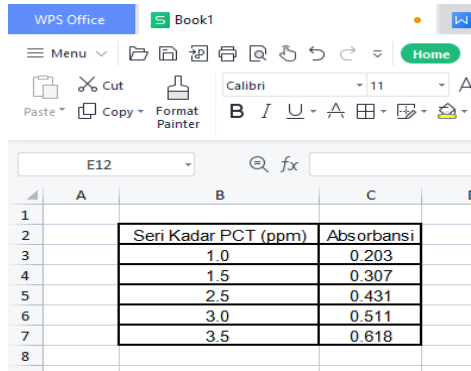 WPS Office S Book1 W
Menu Home
Cut Calibri 11 A
Paste Copy Format Painter B I U A
E12 fx
A B C
1
2 Seri Kadar PCT (ppm) Absorbansi
3 1.0 0.203
4 1.5 0.307
5 2.5 0.431
6 3.0 0.511
7 3.5 0.618
8